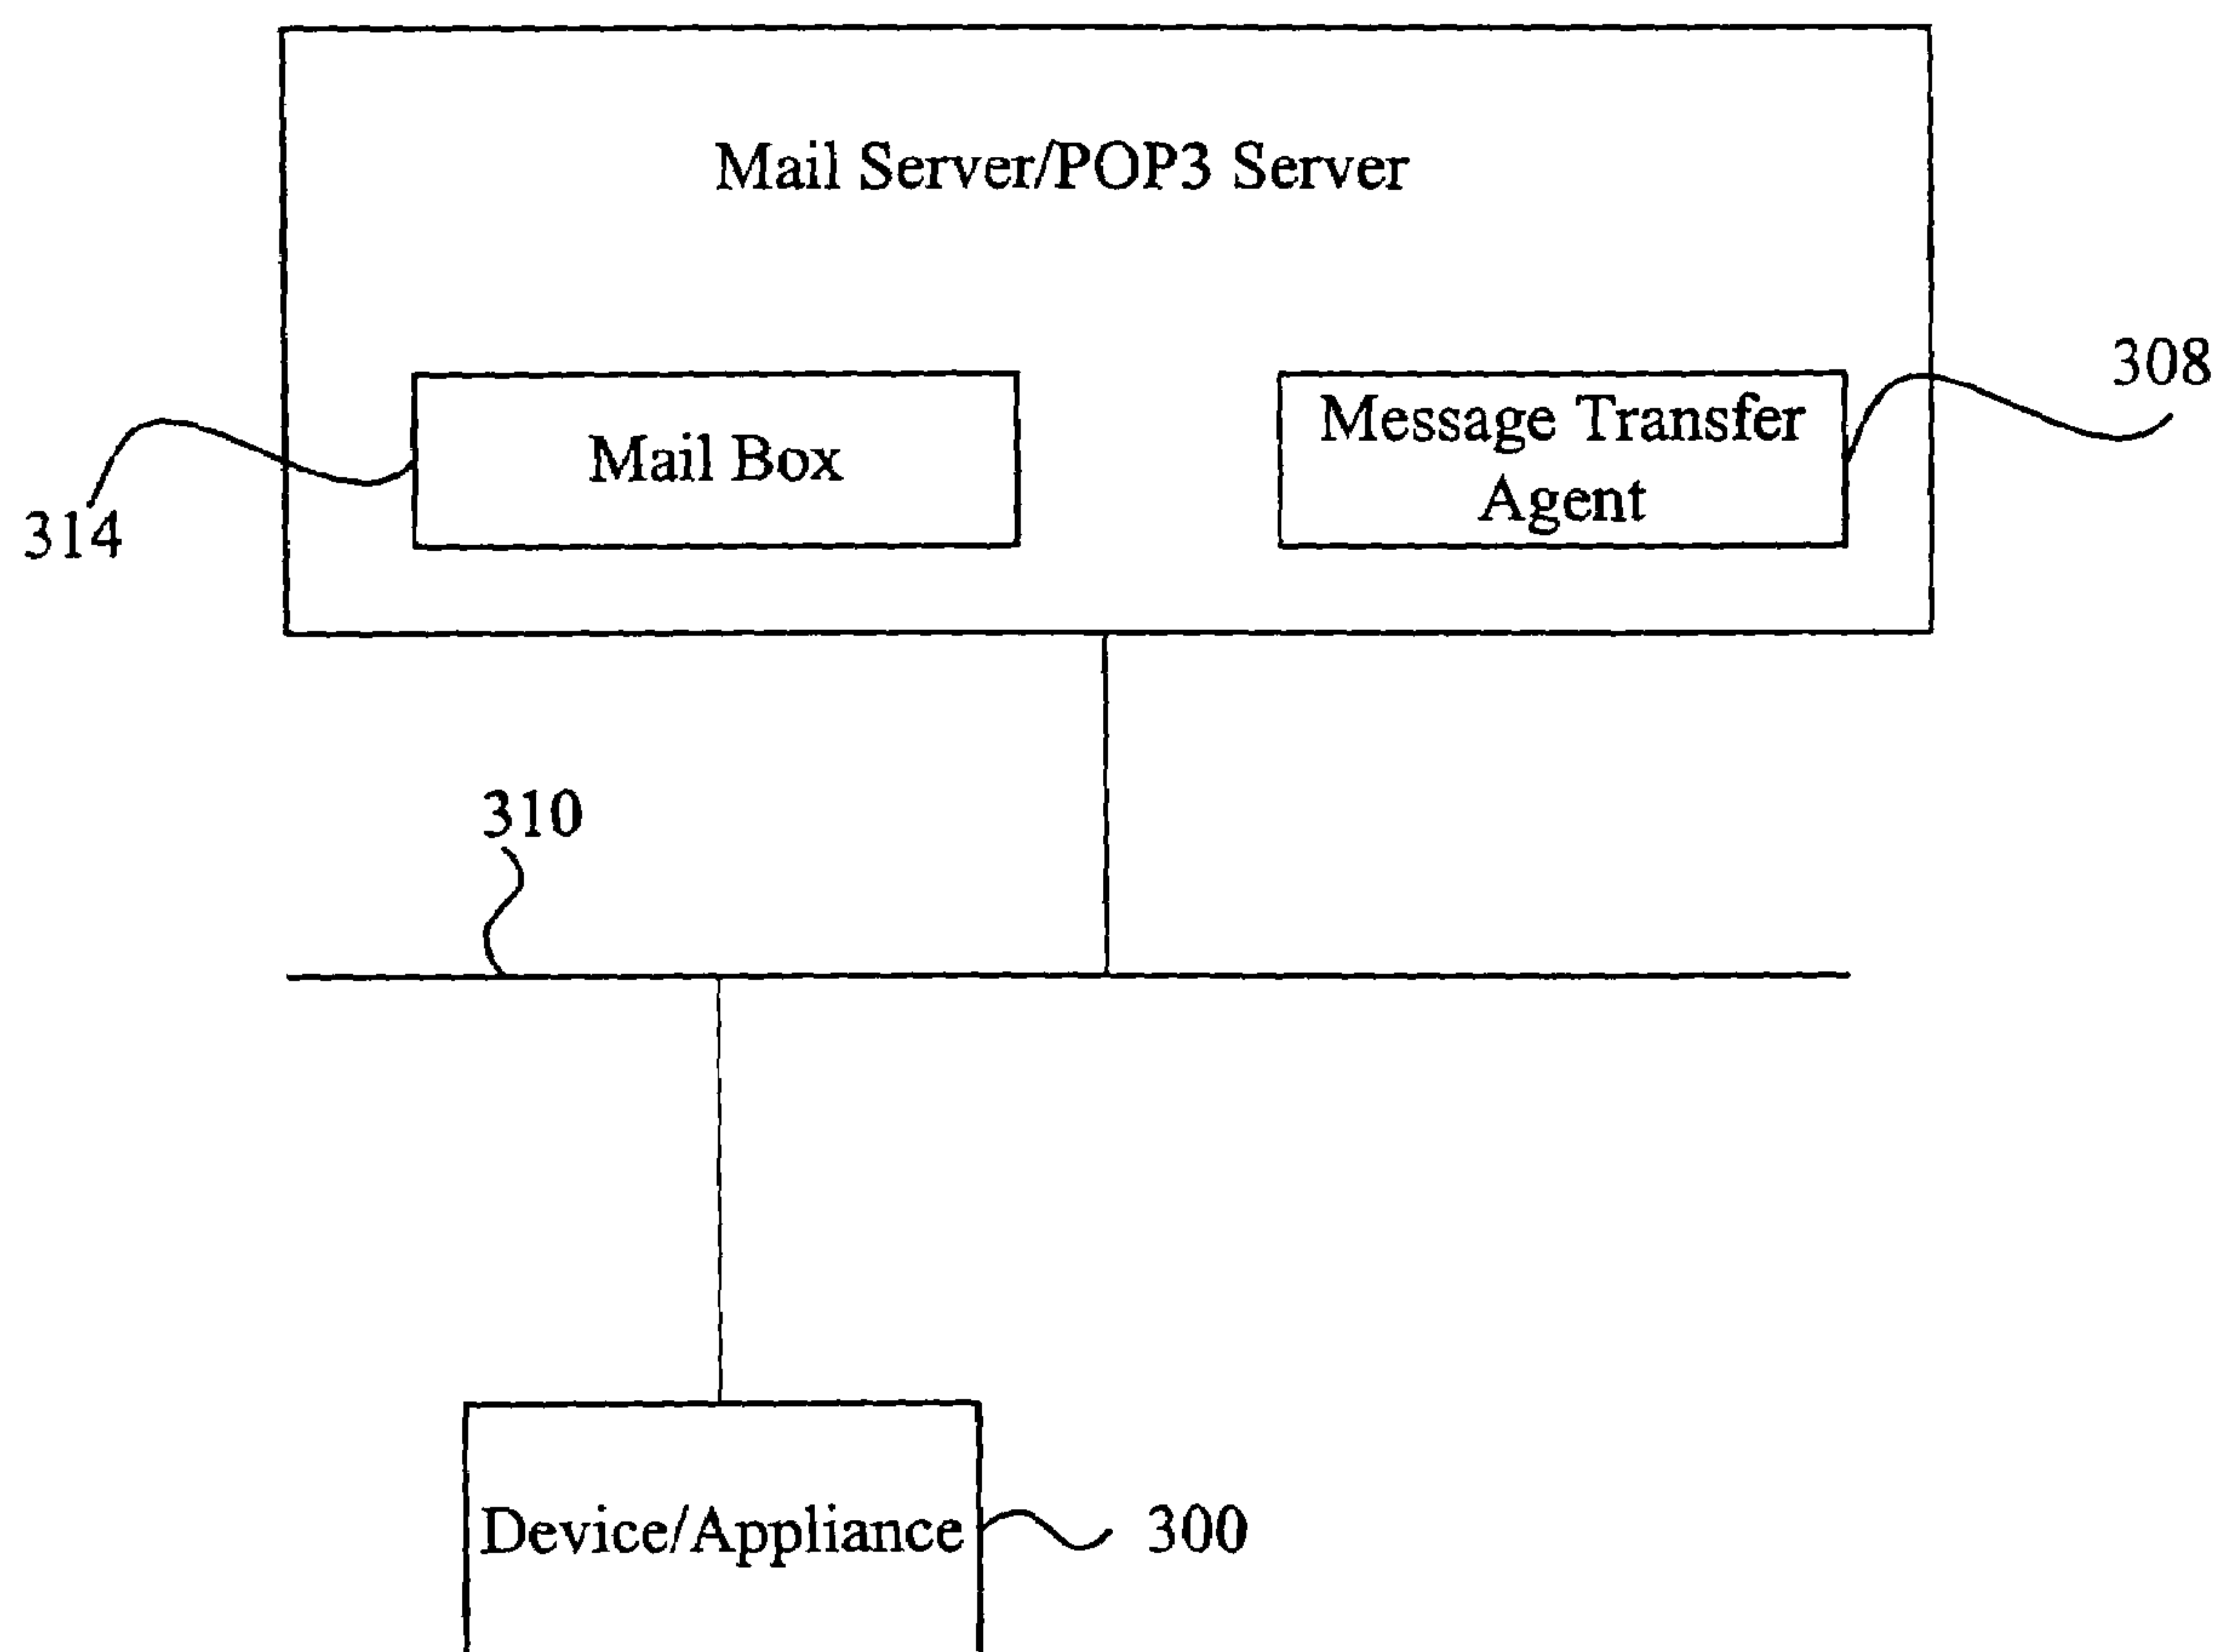 Mail Server/POP3 Server
308
Mail Box
Message Transfer
Agent
314
310
Device/Appliance
300